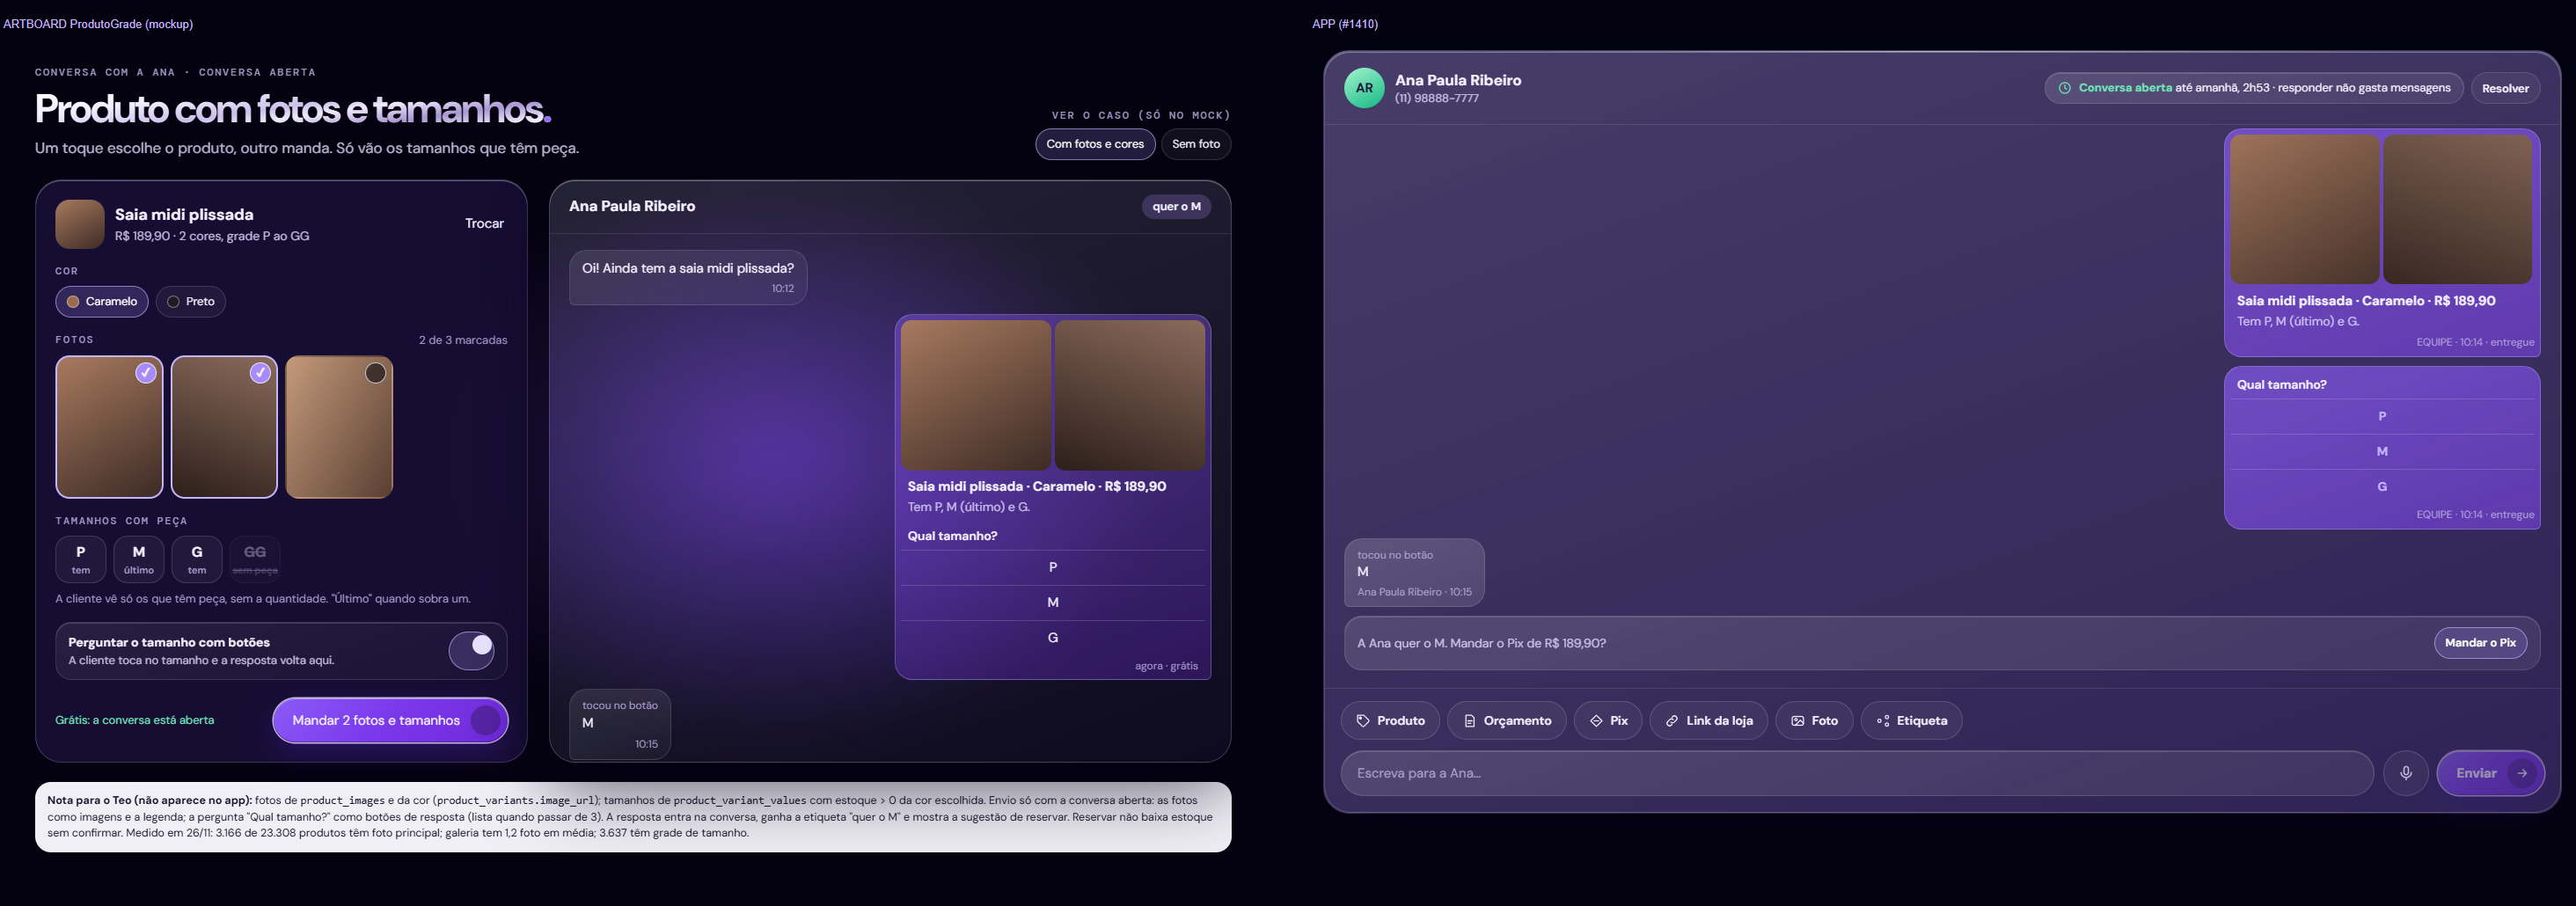 ARTBOARD ProdutoGrade (mockup)
CONVERSA COM A ANA · CONVERSA ABERTA
Produto com fotos e tamanhos.
Um toque escolhe o produto, outro manda. Só vão os tamanhos que têm peça.
VER O CASO (SÓ NO MOCK)
Com fotos e cores
Sem foto
Saia midi plissada
R$ 189,90 · 2 cores, grade P ao GG
Trocar
COR
Caramelo
Preto
FOTOS
2 de 3 marcadas
TAMANHOS COM PEÇA
P
tem
M
último
G
tem
GG
sem peça
A cliente vê só os que têm peça, sem a quantidade. "Último" quando sobra um.
Perguntar o tamanho com botões
A cliente toca no tamanho e a resposta volta aqui.
Grátis: a conversa está aberta
Mandar 2 fotos e tamanhos
Ana Paula Ribeiro
quer o M
Oi! Ainda tem a saia midi plissada?
10:12
Saia midi plissada · Caramelo · R$ 189,90
Tem P, M (último) e G.
Qual tamanho?
P
M
G
agora · grátis
tocou no botão
M
10:15
Nota para o Teo (não aparece no app): fotos de product_images e da cor (product_variants.image_url); tamanhos de product_variant_values com estoque > 0 da cor escolhida. Envio só com a conversa aberta: as fotos
como imagens e a legenda; a pergunta "Qual tamanho?" como botões de resposta (lista quando passar de 3). A resposta entra na conversa, ganha a etiqueta "quer o M" e mostra a sugestão de reservar. Reservar não baixa estoque
sem confirmar. Medido em 26/11: 3.166 de 23.308 produtos têm foto principal; galeria tem 1,2 foto em média; 3.637 têm grade de tamanho.
APP (#1410)
AR
Ana Paula Ribeiro
(11) 98888-7777
Conversa aberta até amanhã, 2h53 · responder não gasta mensagens
Resolver
Saia midi plissada · Caramelo · R$ 189,90
Tem P, M (último) e G.
EQUIPE · 10:14 · entregue
Qual tamanho?
P
M
G
EQUIPE · 10:14 · entregue
tocou no botão
M
Ana Paula Ribeiro · 10:15
A Ana quer o M. Mandar o Pix de R$ 189,90?
Mandar o Pix
Produto
Orçamento
Pix
Link da loja
Foto
Etiqueta
Escreva para a Ana...
Enviar